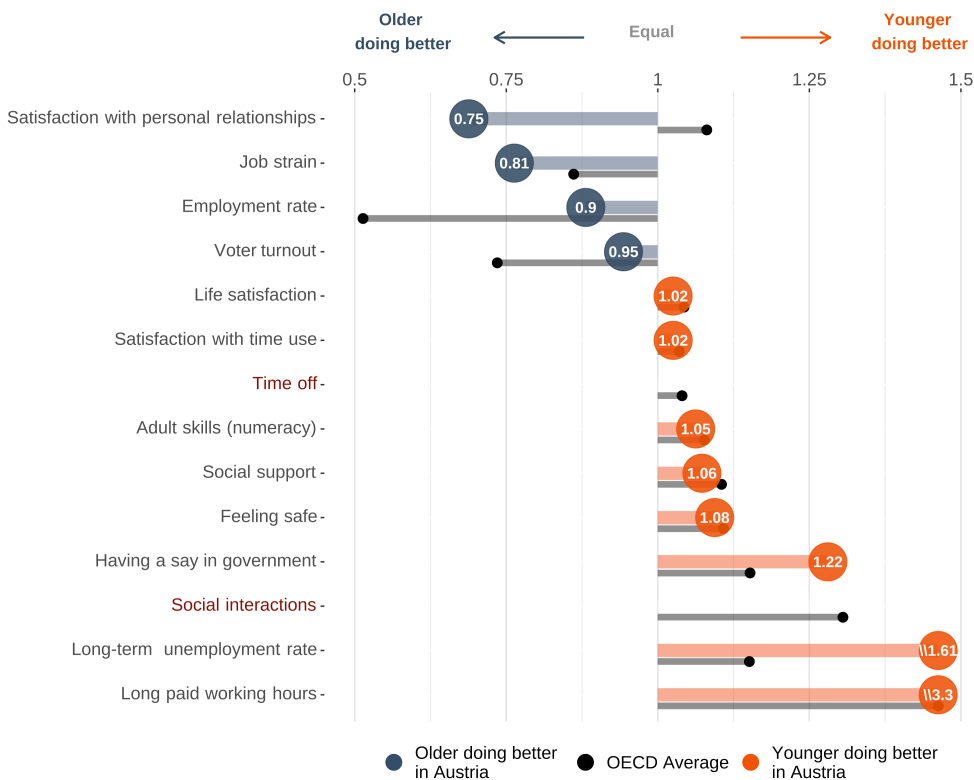 Older
doing better
Equal
Younger
doing better
0.5 0.75 1 1.25 1.5
Satisfaction with personal relationships 0.75
Job strain 0.81
Employment rate 0.9
Voter turnout 0.95
Life satisfaction 1.02
Satisfaction with time use 1.02
Time off
Adult skills (numeracy) 1.05
Social support 1.06
Feeling safe 1.08
Having a say in government 1.22
Social interactions
Long-term unemployment rate \\1.61
Long paid working hours \\3.3
Older doing better
in Austria
OECD Average
Younger doing better
in Austria